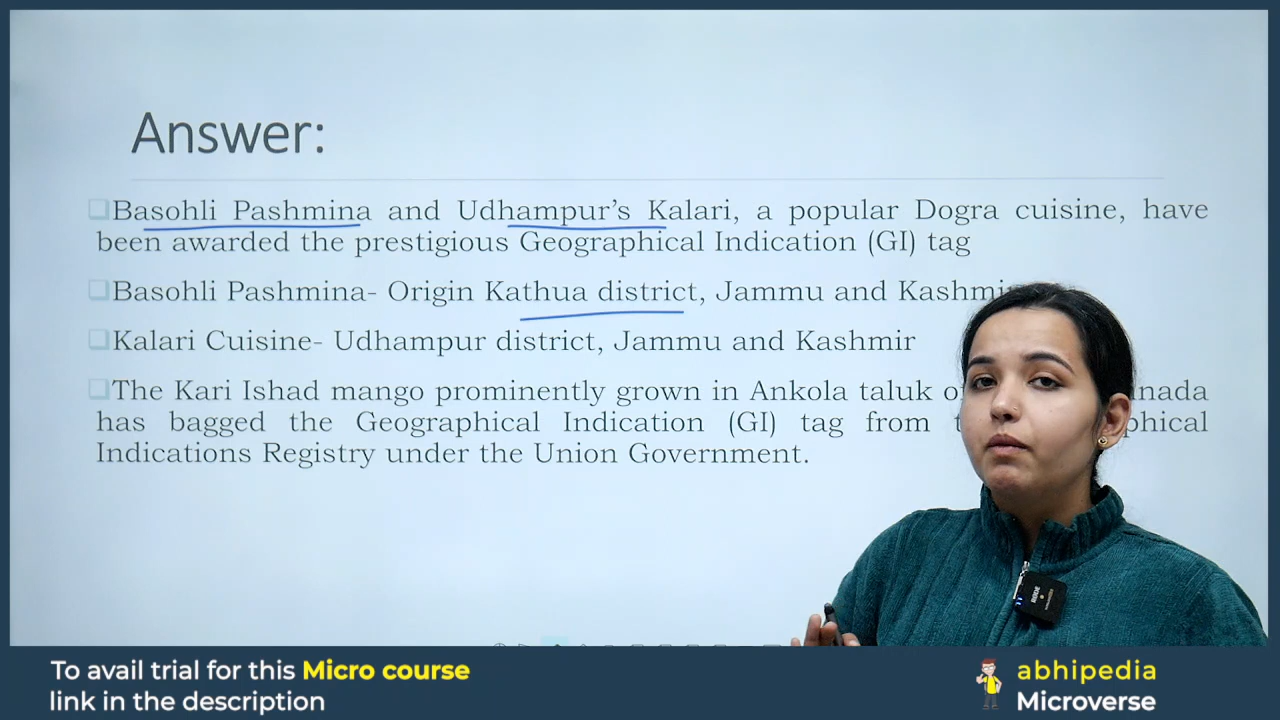 Answer:
Basohli Pashmina and Udhampur's Kalari, a popular Dogra cuisine, have
been awarded the prestigious Geographical Indication (GI) tag
Basohli Pashmina- Origin Kathua district, Jammu and Kashmir
Kalari Cuisine- Udhampur district, Jammu and Kashmir
The Kari Ishad mango prominently grown in Ankola taluk
has bagged the Geographical Indication (GI) tag from
Indications Registry under the Union Government.
RODE
To avail trial for this Micro course
link in the description
abhipedia
Microverse